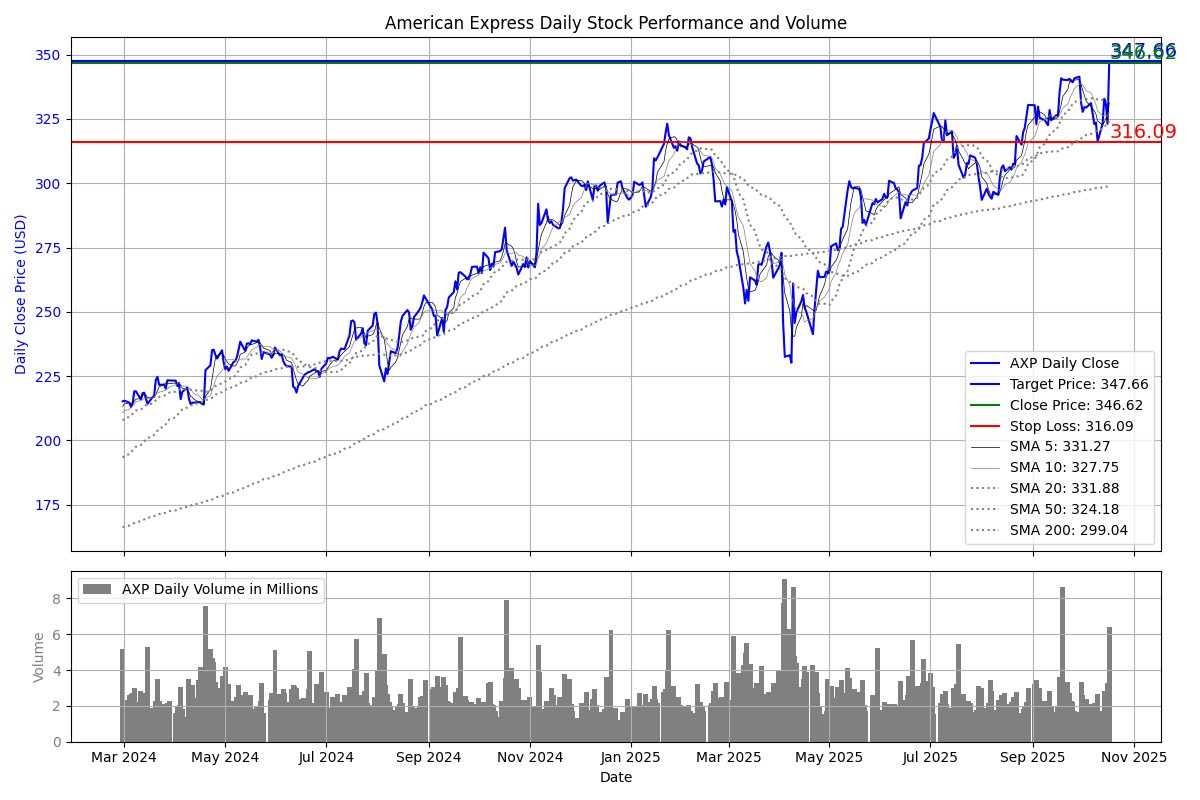 American Express Daily Stock Performance and Volume
Daily Close Price (USD)
350
325
300
275
250
225
200
175
347.66
346.62
316.09
AXP Daily Close
Target Price: 347.66
Close Price: 346.62
Stop Loss: 316.09
SMA 5: 331.27
SMA 10: 327.75
SMA 20: 331.88
SMA 50: 324.18
SMA 200: 299.04
AXP Daily Volume in Millions
Volume
8
6
4
2
0
Mar 2024 May 2024 Jul 2024 Sep 2024 Nov 2024 Jan 2025 Mar 2025 May 2025 Jul 2025 Sep 2025 Nov 2025
Date